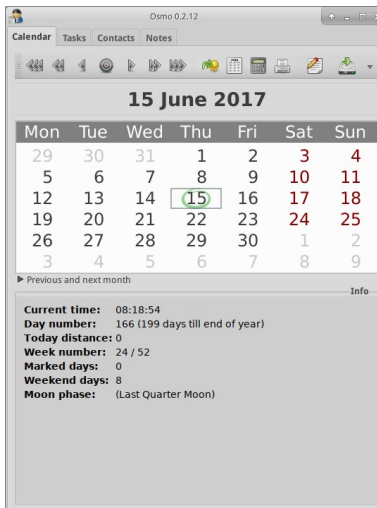 Osmo 0.2.12
Calendar Tasks Contacts Notes
15 June 2017
Mon Tue Wed Thu Fri Sat Sun
29 30 31 1 2 3 4
5 6 7 8 9 10 11
12 13 14 15 16 17 18
19 20 21 22 23 24 25
26 27 28 29 30 1 2
3 4 5 6 7 8 9
Previous and next month
Info
Current time: 08:18:54
Day number: 166 (199 days till end of year)
Today distance: 0
Week number: 24 / 52
Marked days: 0
Weekend days: 8
Moon phase: (Last Quarter Moon)